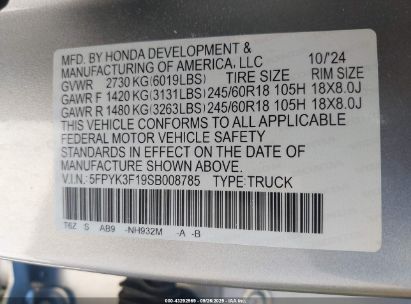 MFD. BY HONDA DEVELOPMENT &
MANUFACTURING OF AMERICA, LLC 10/'24
GVWR 2730 KG(6019LBS) TIRE SIZE RIM SIZE
GAWR F 1420 KG(3131LBS) 245/60R18 105H 18X8.0J
GAWR R 1480 KG(3263LBS) 245/60R18 105H 18X8.0J
THIS VEHICLE CONFORMS TO ALL APPLICABLE
FEDERAL MOTOR VEHICLE SAFETY
STANDARDS IN EFFECT ON THE DATE OF
MANUFACTURE SHOWN ABOVE.
V.I.N.: 5FPYK3F19SB008785 TYPE:TRUCK
T6Z S AB9 -NH932M -A -B